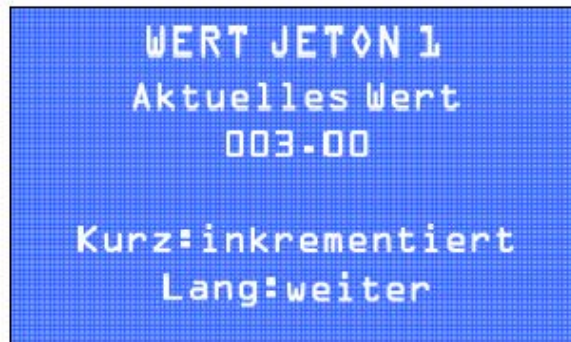 WERT JETON 1
Aktuelles Wert
003.00
Kurz:inkrementiert
Lang:weiter